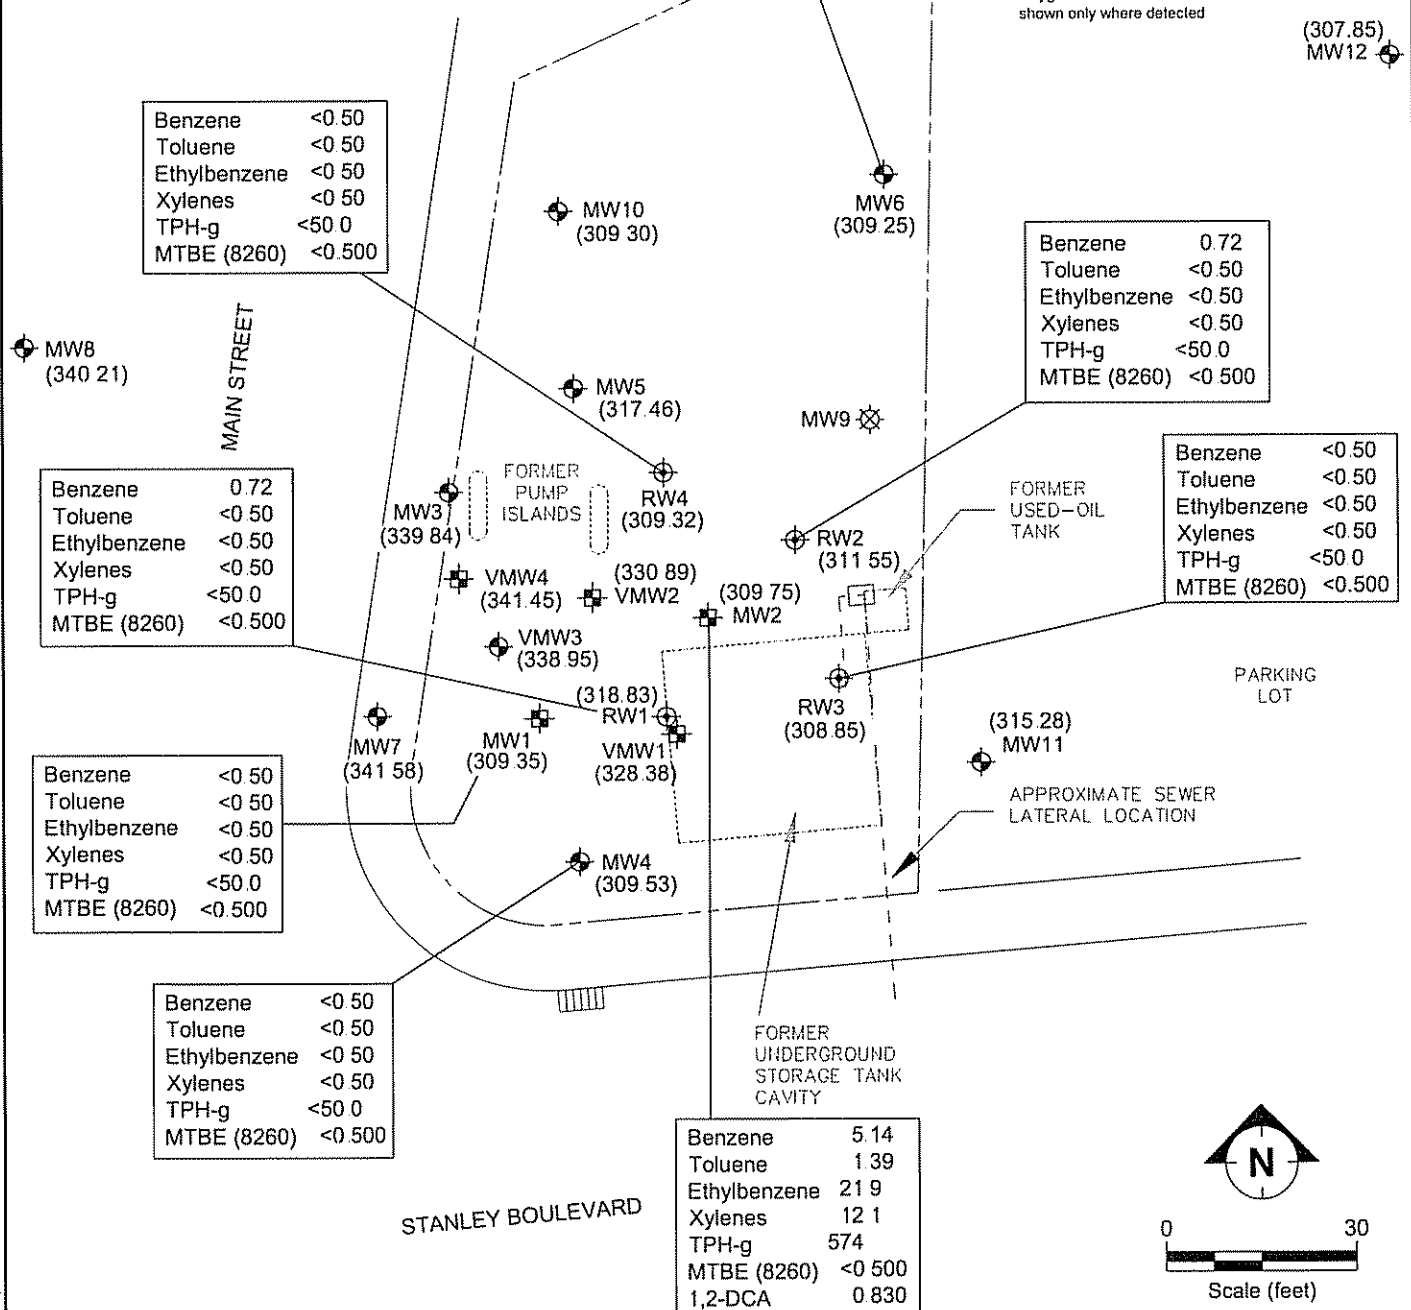 shown only where detected
(307.85)
MW12
Benzene <0.50
Toluene <0.50
Ethylbenzene <0 50
Xylenes <0 50
TPH-g <50.0
MTBE (8260) <0.500
MW10
(309 30)
MW6
(309.25)
Benzene 0.72
Toluene <0.50
Ethylbenzene <0.50
Xylenes <0.50
TPH-g <50.0
MTBE (8260) <0.500
MAIN STREET
MW8
(340 21)
MW5
(317.46)
MW9
Benzene <0.50
Toluene <0.50
Ethylbenzene <0.50
Xylenes <0.50
TPH-g <50 0
MTBE (8260) <0.500
FORMER
PUMP
ISLANDS
FORMER
USED-OIL
TANK
Benzene 0.72
Toluene <0.50
Ethylbenzene <0.50
Xylenes <0.50
TPH-g <50.0
MTBE (8260) <0.500
MW3
(339 84)
RW4
(309.32)
RW2
(311 55)
VMW4
(341.45)
(330 89)
VMW2
(309 75)
MW2
VMW3
(338.95)
PARKING
LOT
(318.83)
RW1
RW3
(308.85)
MW7
(341 58)
MW1
(309.35)
VMW1
(328.38)
(315.28)
MW11
Benzene <0.50
Toluene <0.50
Ethylbenzene <0.50
Xylenes <0.50
TPH-g <50.0
MTBE (8260) <0.500
APPROXIMATE SEWER
LATERAL LOCATION
MW4
(309.53)
Benzene <0.50
Toluene <0 50
Ethylbenzene <0 50
Xylenes <0.50
TPH-g <50.0
MTBE (8260) <0.500
FORMER
UNDERGROUND
STORAGE TANK
CAVITY
Benzene 5.14
Toluene 1.39
Ethylbenzene 21 9
Xylenes 12 1
TPH-g 574
MTBE (8260) <0 500
1,2-DCA 0.830
STANLEY BOULEVARD
N
0 30
Scale (feet)